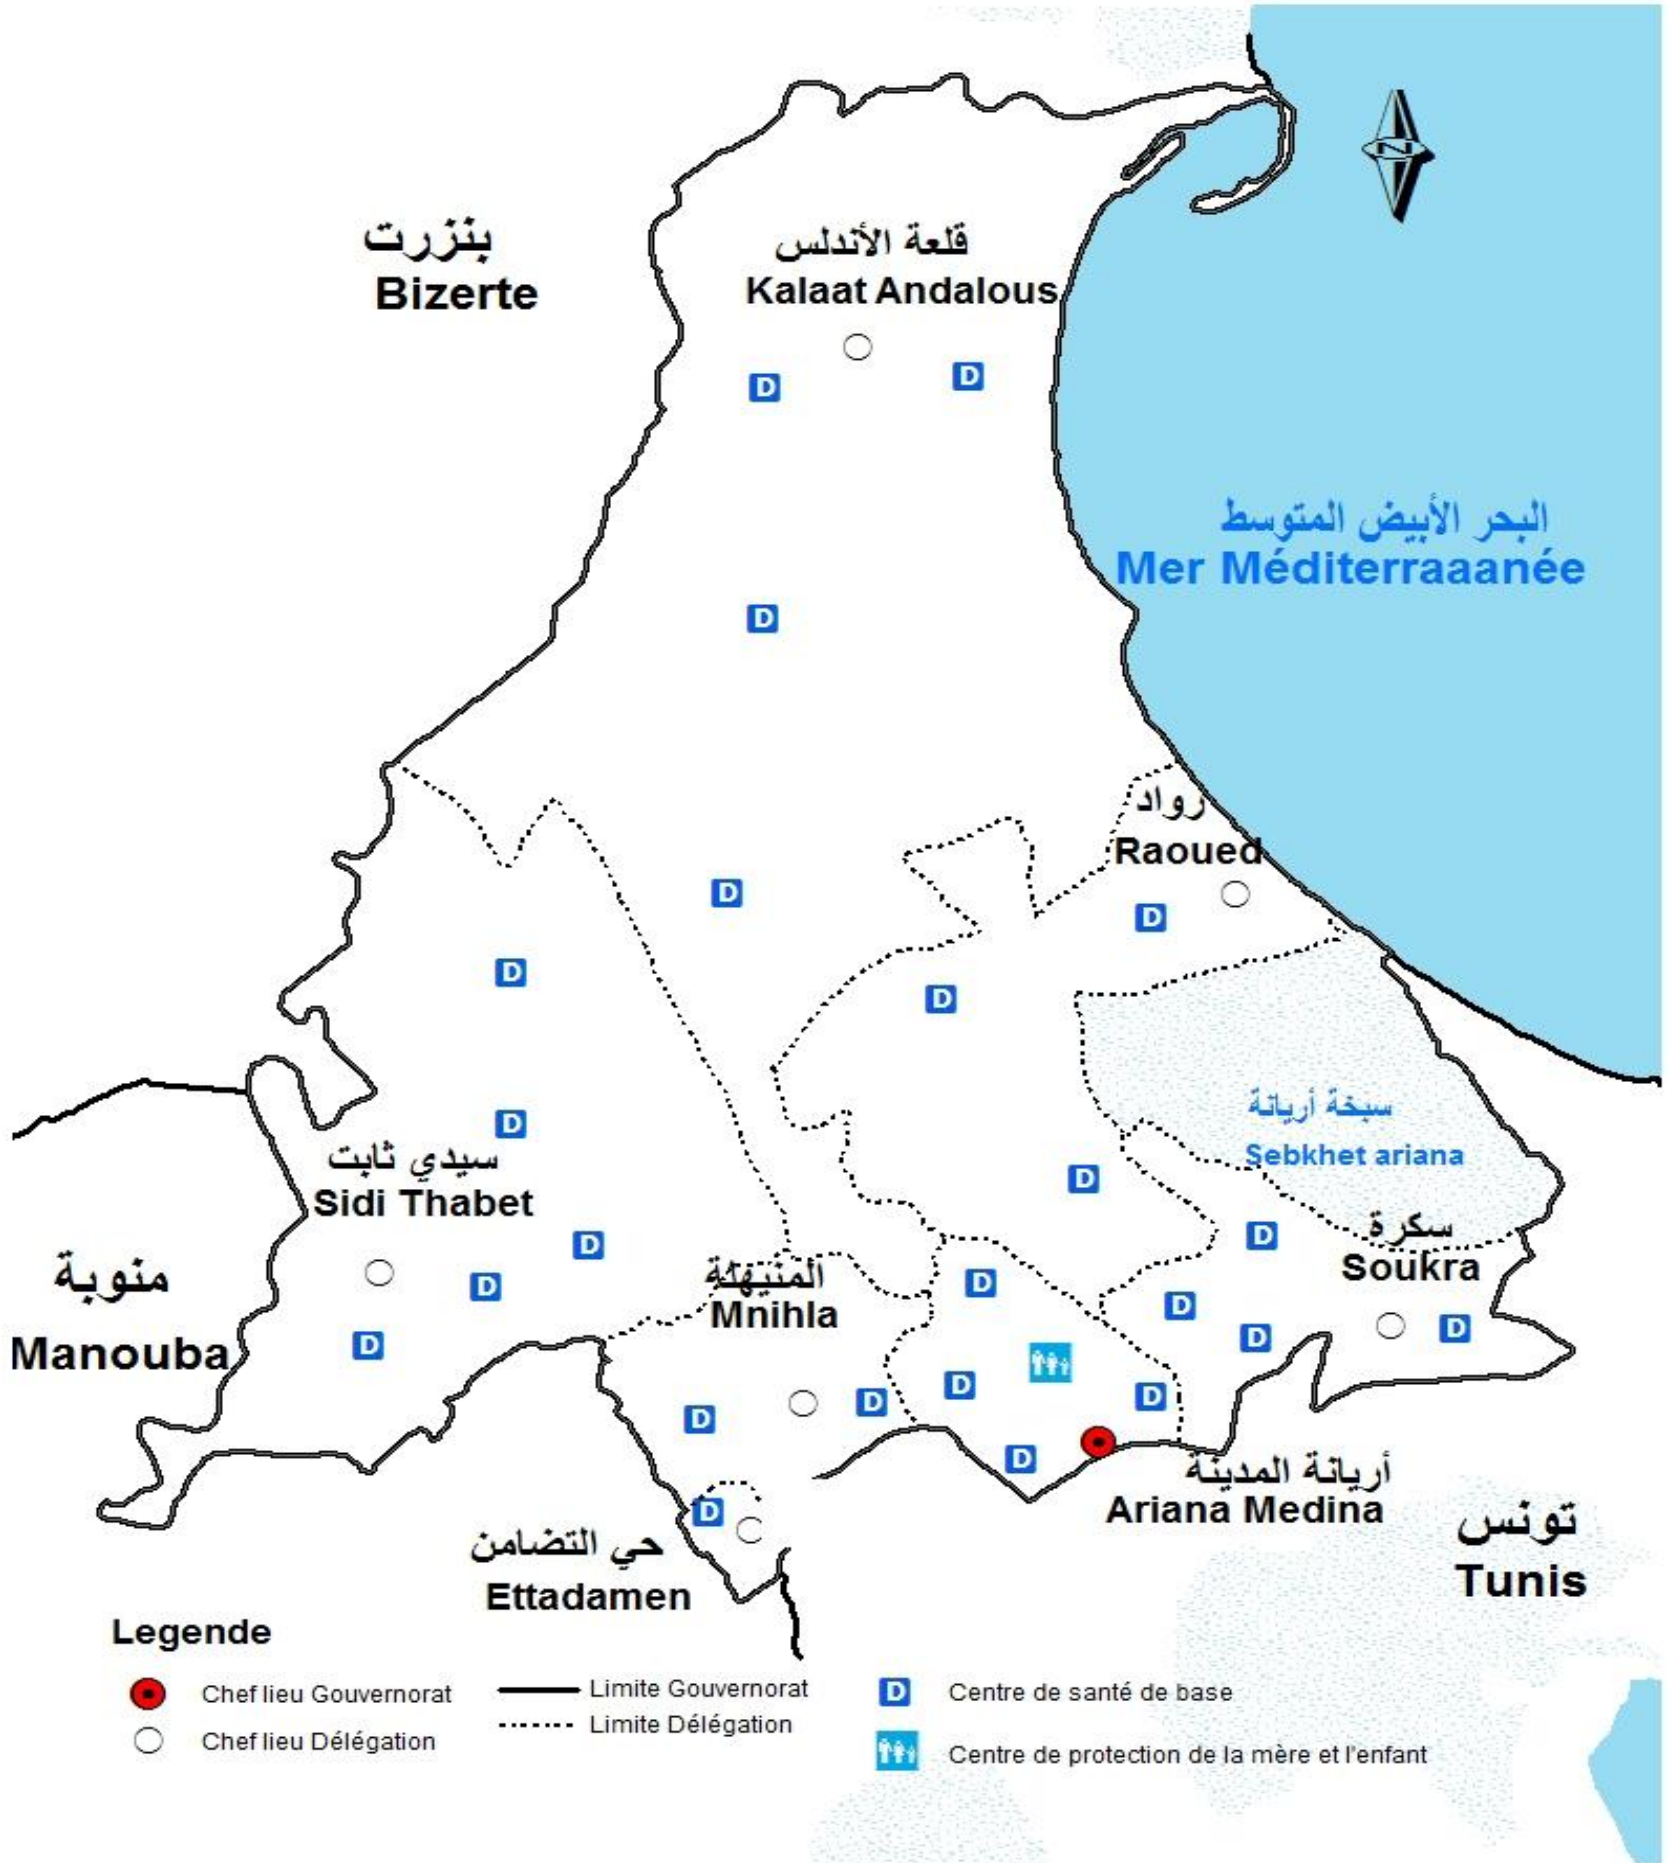 بنزرت
Bizerte
قلعة الأندلس
Kalaat Andalous
N
D
D
البحر الأبيض المتوسط
Mer Méditerraaanée
D
رواد
Raoued
D
D
D
D
سبخة أريانة
Sebkhet ariana
D
سيدي ثابت
Sidi Thabet
D
سكرة
Soukra
D
D
منوبة
Manouba
المنيهلة
Mnihla
D
D
D
D
D
D
D
D
D
D
D
أريانة المدينة
Ariana Medina
D
تونس
Tunis
حي التضامن
Ettadamen
D
Legende
Chef lieu Gouvernorat
Chef lieu Délégation
Limite Gouvernorat
Limite Délégation
D Centre de santé de base
Centre de protection de la mère et l'enfant